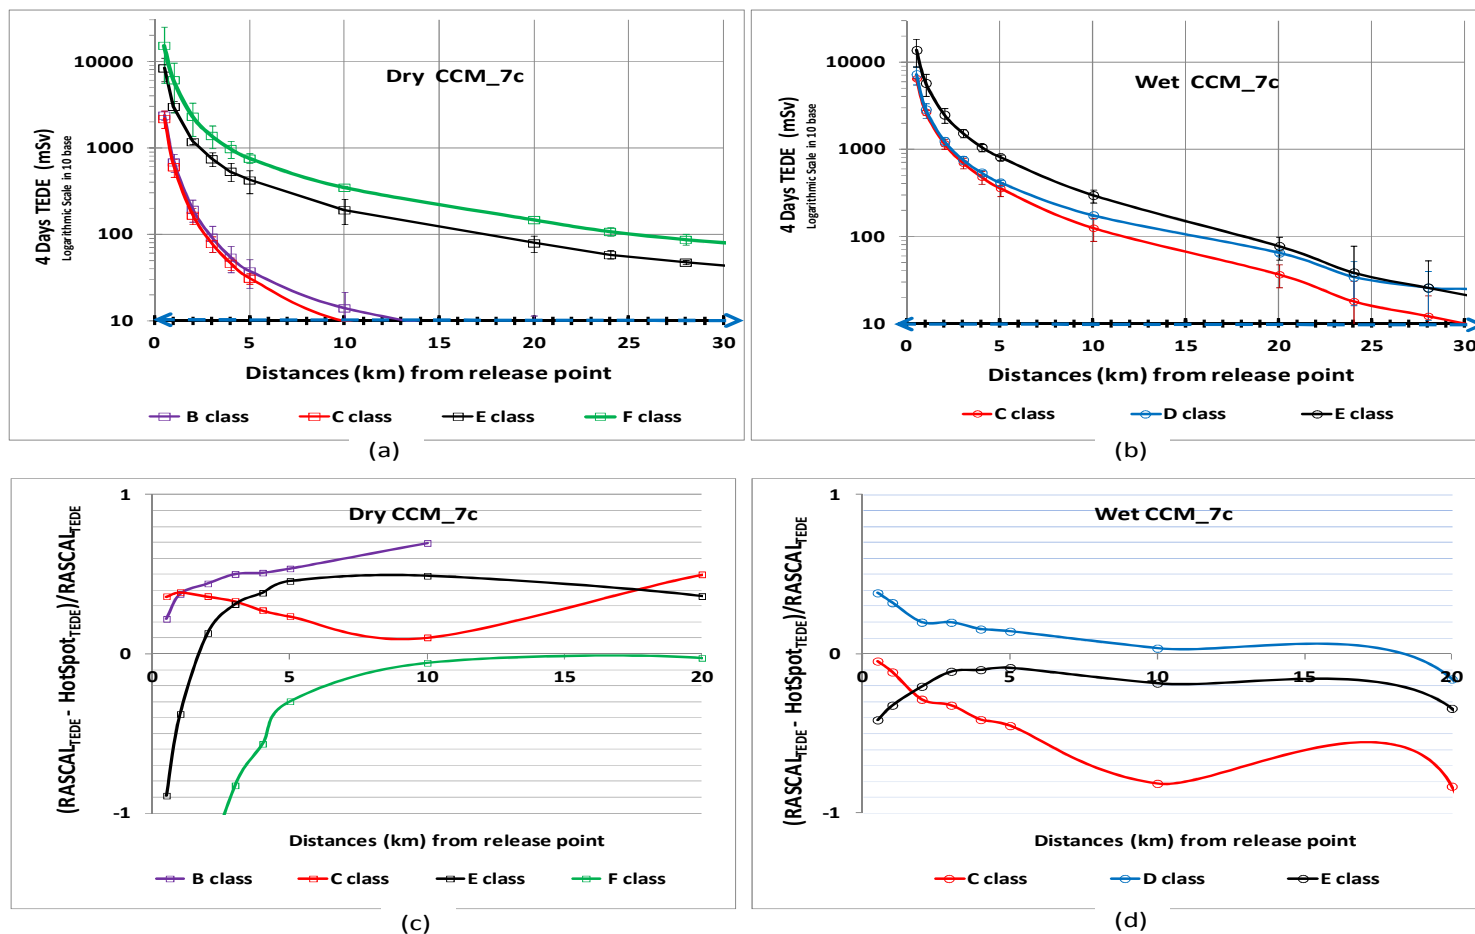 Dry CCM_7c
4 Days TEDE (mSv)
Logarithmic Scale in 10 base
10000
1000
100
10
0 5 10 15 20 25 30
Distances (km) from release point
B class C class E class F class
(a)
Wet CCM_7c
4 Days TEDE (mSv)
Logarithmic Scale in 10 base
10000
1000
100
10
0 5 10 15 20 25 30
Distances (km) from release point
C class D class E class
(b)
Dry CCM_7c
(RASCALTEDE - HotSpotTEDE)/RASCALTEDE
1
0
-1
0 5 10 15 20
Distances (km) from release point
B class C class E class F class
(c)
Wet CCM_7c
(RASCALTEDE - HotSpotTEDE)/RASCALTEDE
1
0
-1
0 5 10 15 20
Distances (km) from release point
C class D class E class
(d)